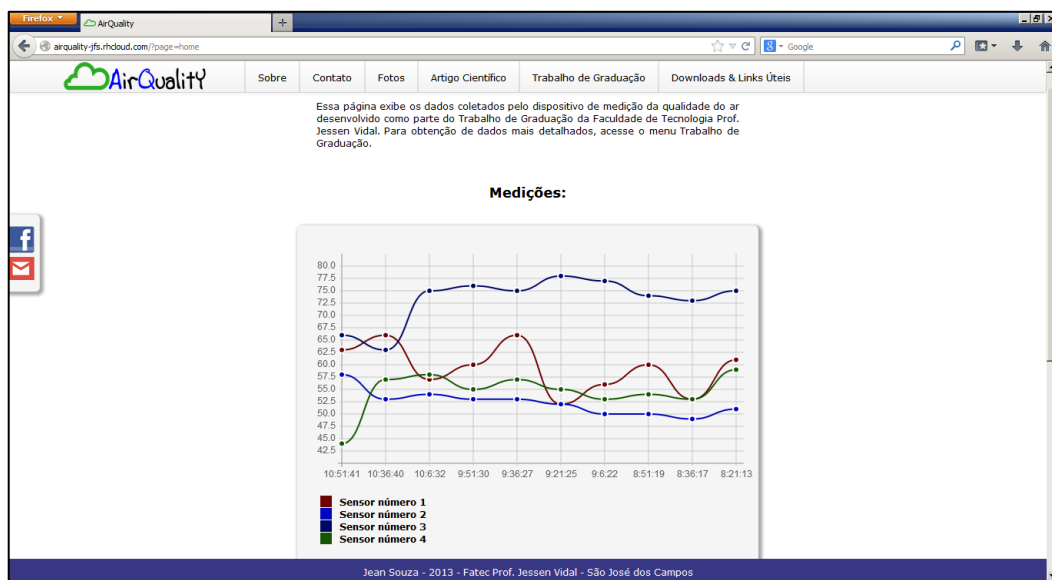 Firefox
AirQuality
airquality-jfs.rhcloud.com/?page=home
Google
AirQualitY
Sobre
Contato
Fotos
Artigo Científico
Trabalho de Graduação
Downloads & Links Úteis
Essa página exibe os dados coletados pelo dispositivo de medição da qualidade do ar
desenvolvido como parte do Trabalho de Graduação da Faculdade de Tecnologia Prof.
Jessen Vidal. Para obtenção de dados mais detalhados, acesse o menu Trabalho de
Graduação.
Medições:
80.0
77.5
75.0
72.5
70.0
67.5
65.0
62.5
60.0
57.5
55.0
52.5
50.0
47.5
45.0
42.5
10:51:41 10:36:40 10:6:32 9:51:30 9:36:27 9:21:25 9:6:22 8:51:19 8:36:17 8:21:13
Sensor número 1
Sensor número 2
Sensor número 3
Sensor número 4
Jean Souza - 2013 - Fatec Prof. Jessen Vidal - São José dos Campos